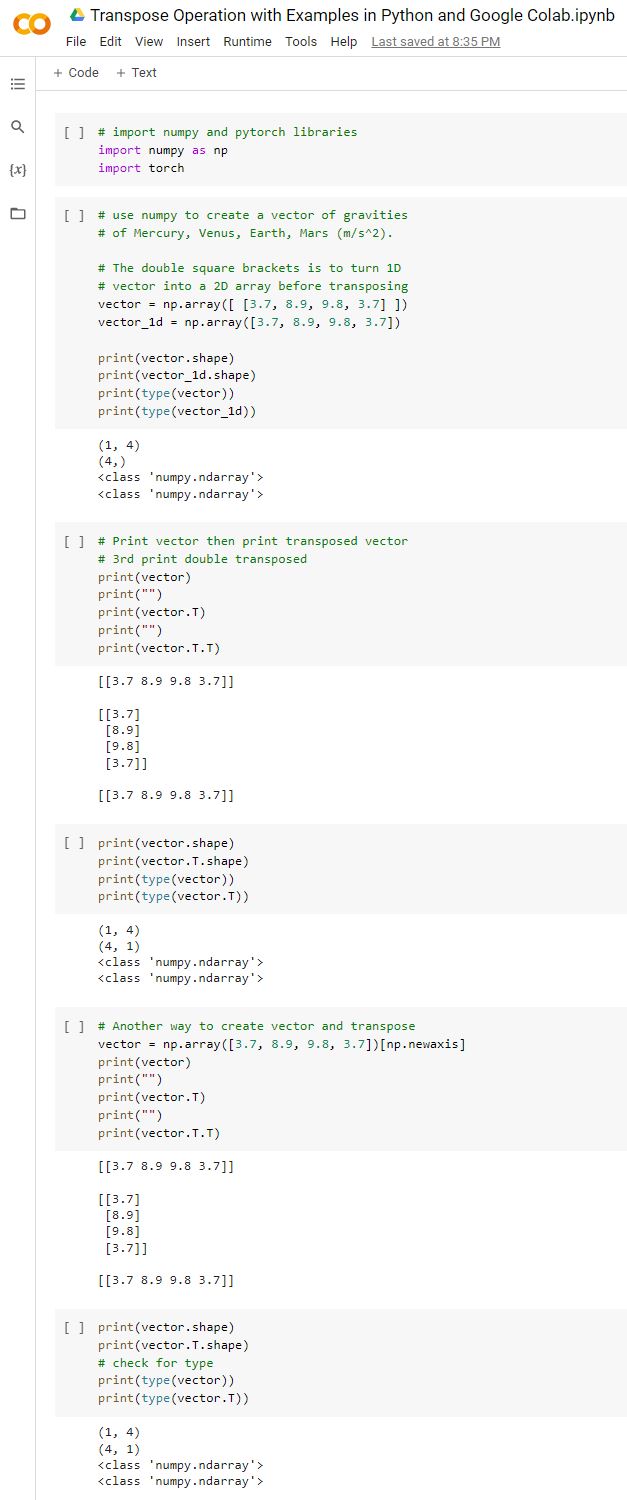 Transpose Operation with Examples in Python and Google Colab.ipynb
File Edit View Insert Runtime Tools Help Last saved at 8:35 PM
+ Code + Text
{x}
[ ] # import numpy and pytorch libraries
import numpy as np
import torch
[ ] # use numpy to create a vector of gravities
# of Mercury, Venus, Earth, Mars (m/s^2).
# The double square brackets is to turn 1D
# vector into a 2D array before transposing
vector = np.array([ [3.7, 8.9, 9.8, 3.7] ])
vector_1d = np.array([3.7, 8.9, 9.8, 3.7])
print(vector.shape)
print(vector_1d.shape)
print(type(vector))
print(type(vector_1d))
(1, 4)
(4,)
<class 'numpy.ndarray'>
<class 'numpy.ndarray'>
[ ] # Print vector then print transposed vector
# 3rd print double transposed
print(vector)
print("")
print(vector.T)
print("")
print(vector.T.T)
[[3.7 8.9 9.8 3.7]]
[[3.7]
[8.9]
[9.8]
[3.7]]
[[3.7 8.9 9.8 3.7]]
[ ] print(vector.shape)
print(vector.T.shape)
print(type(vector))
print(type(vector.T))
(1, 4)
(4, 1)
<class 'numpy.ndarray'>
<class 'numpy.ndarray'>
[ ] # Another way to create vector and transpose
vector = np.array([3.7, 8.9, 9.8, 3.7])[np.newaxis]
print(vector)
print("")
print(vector.T)
print("")
print(vector.T.T)
[[3.7 8.9 9.8 3.7]]
[[3.7]
[8.9]
[9.8]
[3.7]]
[[3.7 8.9 9.8 3.7]]
[ ] print(vector.shape)
print(vector.T.shape)
# check for type
print(type(vector))
print(type(vector.T))
(1, 4)
(4, 1)
<class 'numpy.ndarray'>
<class 'numpy.ndarray'>